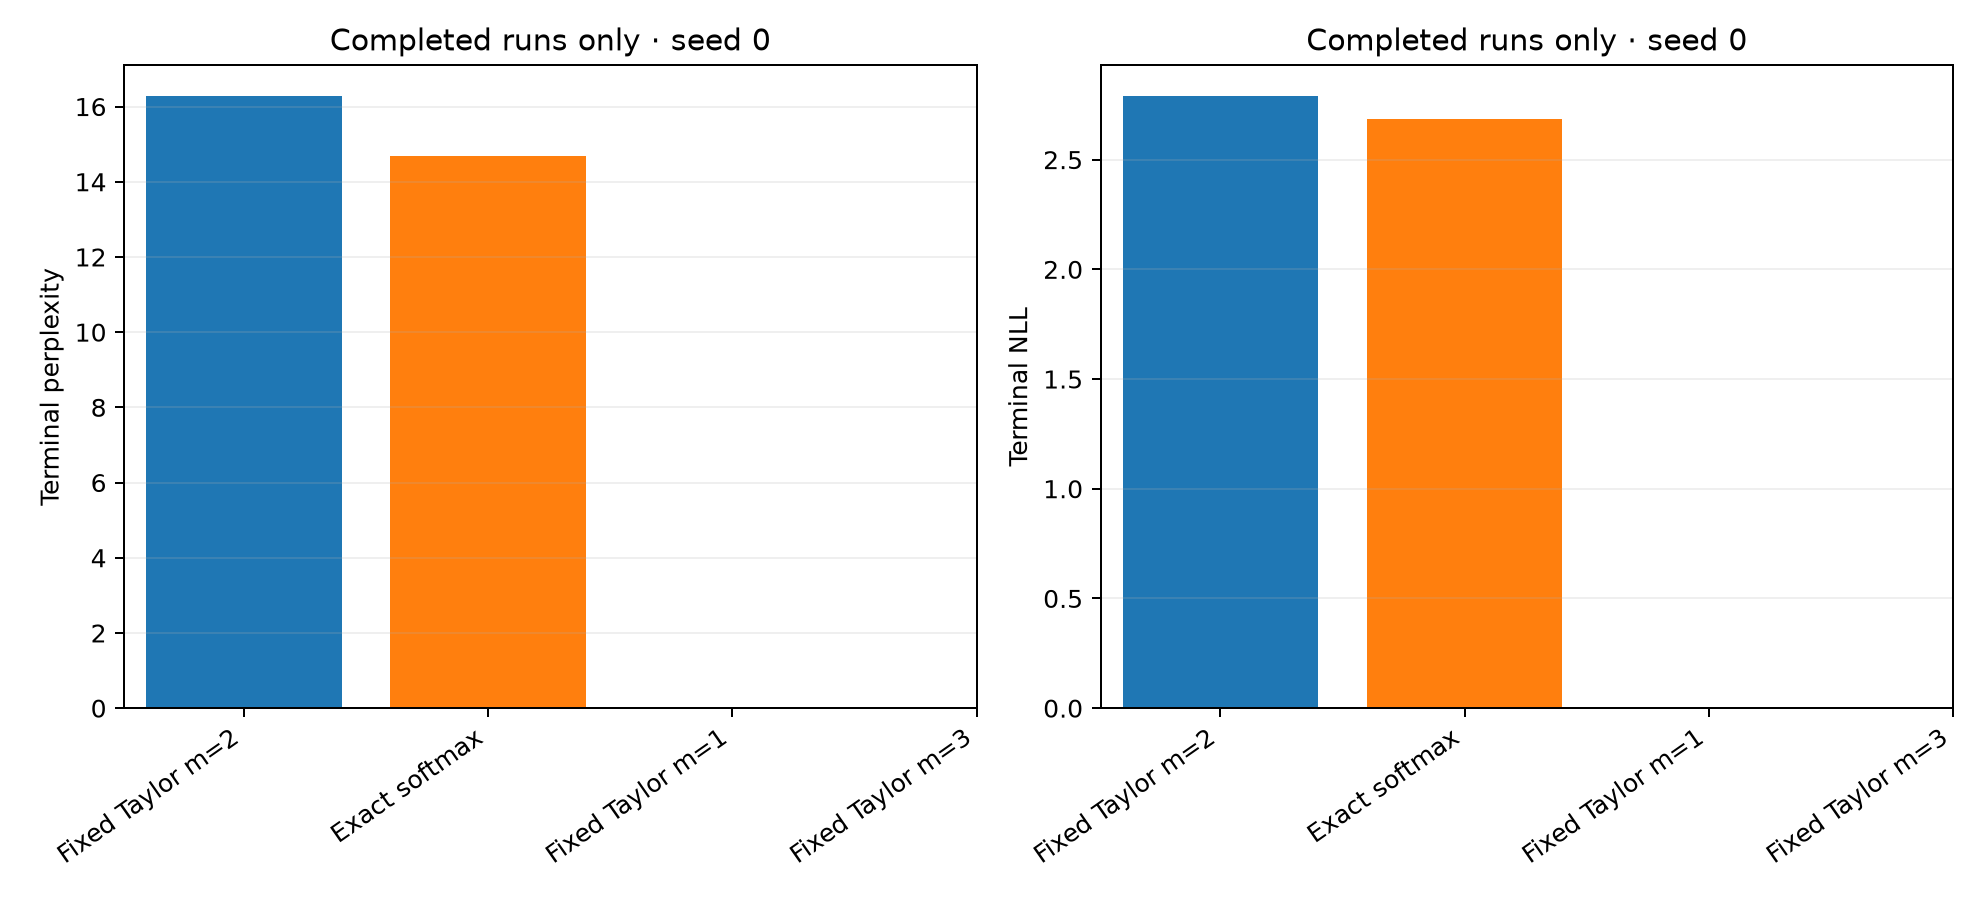 Completed runs only · seed 0
Terminal perplexity
16
14
12
10
8
6
4
2
0
Fixed Taylor m=2
Exact softmax
Fixed Taylor m=1
Fixed Taylor m=3
Completed runs only · seed 0
Terminal NLL
2.5
2.0
1.5
1.0
0.5
0.0
Fixed Taylor m=2
Exact softmax
Fixed Taylor m=1
Fixed Taylor m=3